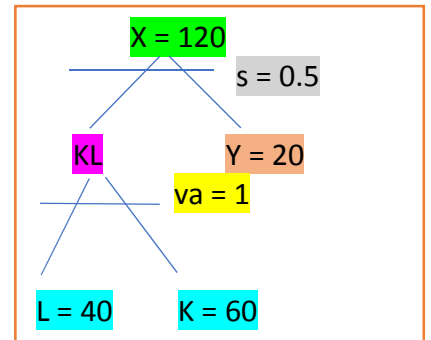 X = 120
s = 0.5
KL
Y = 20
va = 1
L = 40
K = 60